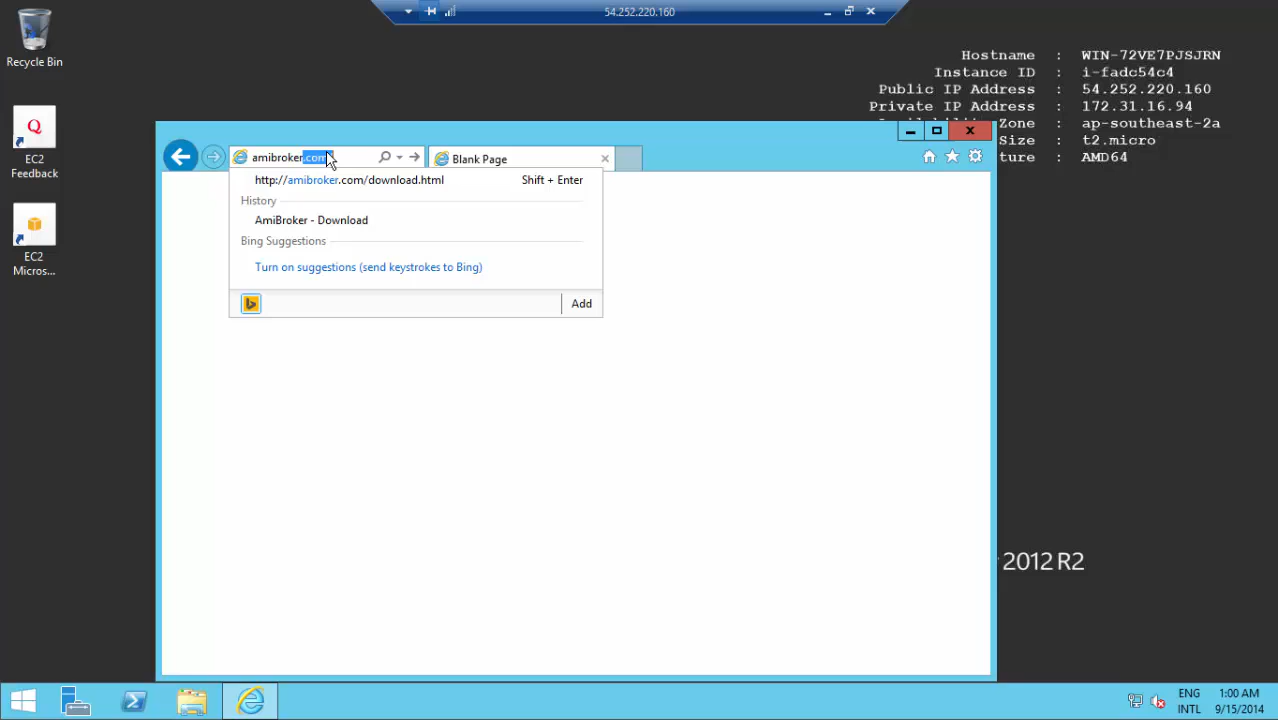 54.252.220.160
Recycle Bin
EC2
Feedback
EC2
Micros...
Hostname : WIN-72VE7PJSJRN
Instance ID : i-fadc54c4
Public IP Address : 54.252.220.160
Private IP Address : 172.31.16.94
Zone : ap-southeast-2a
Size : t2.micro
ture : AMD64
amibroker.com
Blank Page
http://amibroker.com/download.html Shift + Enter
History
AmiBroker - Download
Bing Suggestions
Turn on suggestions (send keystrokes to Bing)
Add
2012 R2
ENG
INTL
1:00 AM
9/15/2014